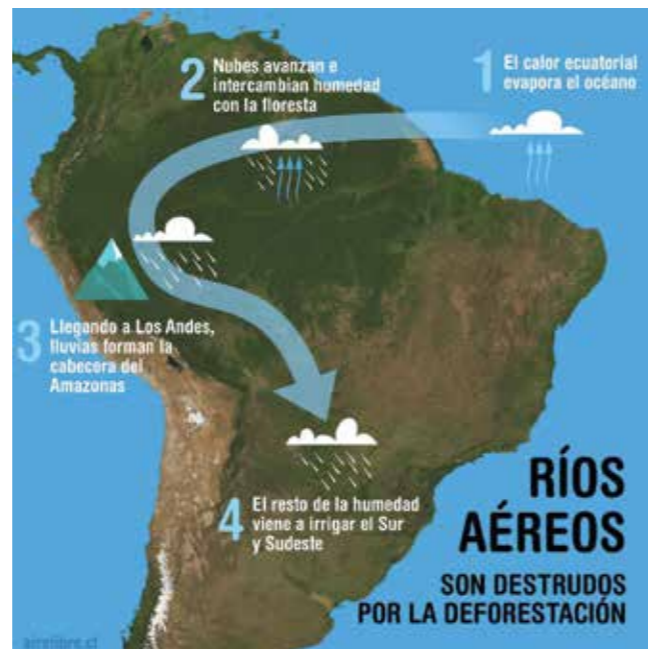 1
El calor ecuatorial
evapora el océano
2
Nubes avanzan e
intercambian humedad
con la floresta
3
Llegando a Los Andes,
lluvias forman la
cabecera del
Amazonas
4
El resto de la humedad
viene a irrigar el Sur
y Sudeste
RÍOS
AÉREOS
SON DESTRUDOS
POR LA DEFORESTACIÓN
airelibre.cl